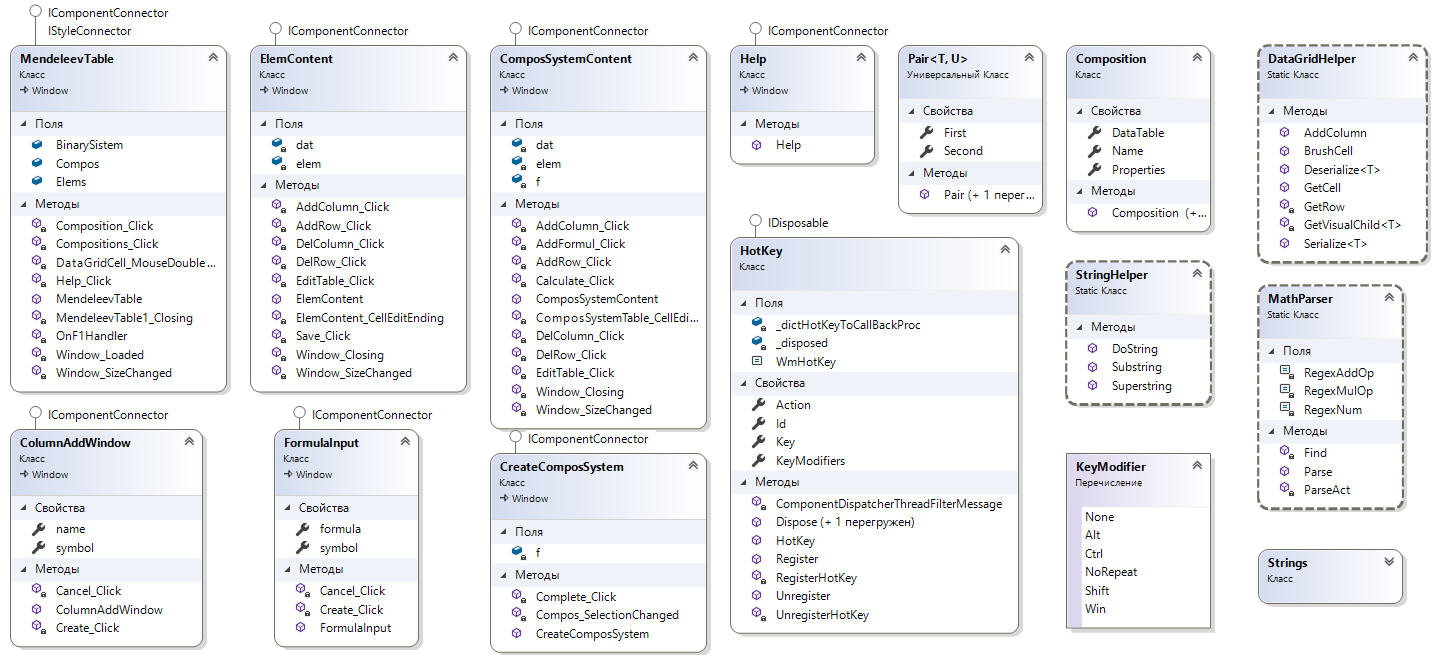 IComponentConnector
IStyleConnector
MendeleevTable
Класс
Window
Поля
BinarySistem
Compos
Elems
Методы
Composition_Click
Compositions_Click
DataGridCell_MouseDouble...
Help_Click
MendeleevTable
MendeleevTable1_Closing
OnF1Handler
Window_Loaded
Window_SizeChanged
IComponentConnector
ElemContent
Класс
Window
Поля
dat
elem
Методы
AddColumn_Click
AddRow_Click
DelColumn_Click
DelRow_Click
EditTable_Click
ElemContent
ElemContent_CellEditEnding
Save_Click
Window_Closing
Window_SizeChanged
IComponentConnector
ComposSystemContent
Класс
Window
Поля
dat
elem
f
Методы
AddColumn_Click
AddFormul_Click
AddRow_Click
Calculate_Click
ComposSystemContent
ComposSystemTable_CellEdi...
DelColumn_Click
DelRow_Click
EditTable_Click
Window_Closing
Window_SizeChanged
IComponentConnector
Help
Класс
Window
Методы
Help
Pair<T, U>
Универсальный Класс
Свойства
First
Second
Методы
Pair (+ 1 перег...
Composition
Класс
Свойства
DataTable
Name
Properties
Методы
Composition (+...
DataGridHelper
Static Класс
Методы
AddColumn
BrushCell
Deserialize<T>
GetCell
GetRow
GetVisualChild<T>
Serialize<T>
IDisposable
HotKey
Класс
Поля
_dictHotKeyToCallBackProc
_disposed
WmHotKey
Свойства
Action
Id
Key
KeyModifiers
Методы
ComponentDispatcherThreadFilterMessage
Dispose (+ 1 перегружен)
HotKey
Register
RegisterHotKey
Unregister
UnregisterHotKey
StringHelper
Static Класс
Методы
DoString
Substring
Superstring
MathParser
Static Класс
Поля
RegexAddOp
RegexMulOp
RegexNum
Методы
Find
Parse
ParseAct
IComponentConnector
ColumnAddWindow
Класс
Window
Свойства
name
symbol
Методы
Cancel_Click
ColumnAddWindow
Create_Click
IComponentConnector
FormulaInput
Класс
Window
Свойства
formula
symbol
Методы
Cancel_Click
Create_Click
FormulaInput
IComponentConnector
CreateComposSystem
Класс
Window
Поля
f
Методы
Complete_Click
Compos_SelectionChanged
CreateComposSystem
KeyModifier
Перечисление
None
Alt
Ctrl
NoRepeat
Shift
Win
Strings
Класс